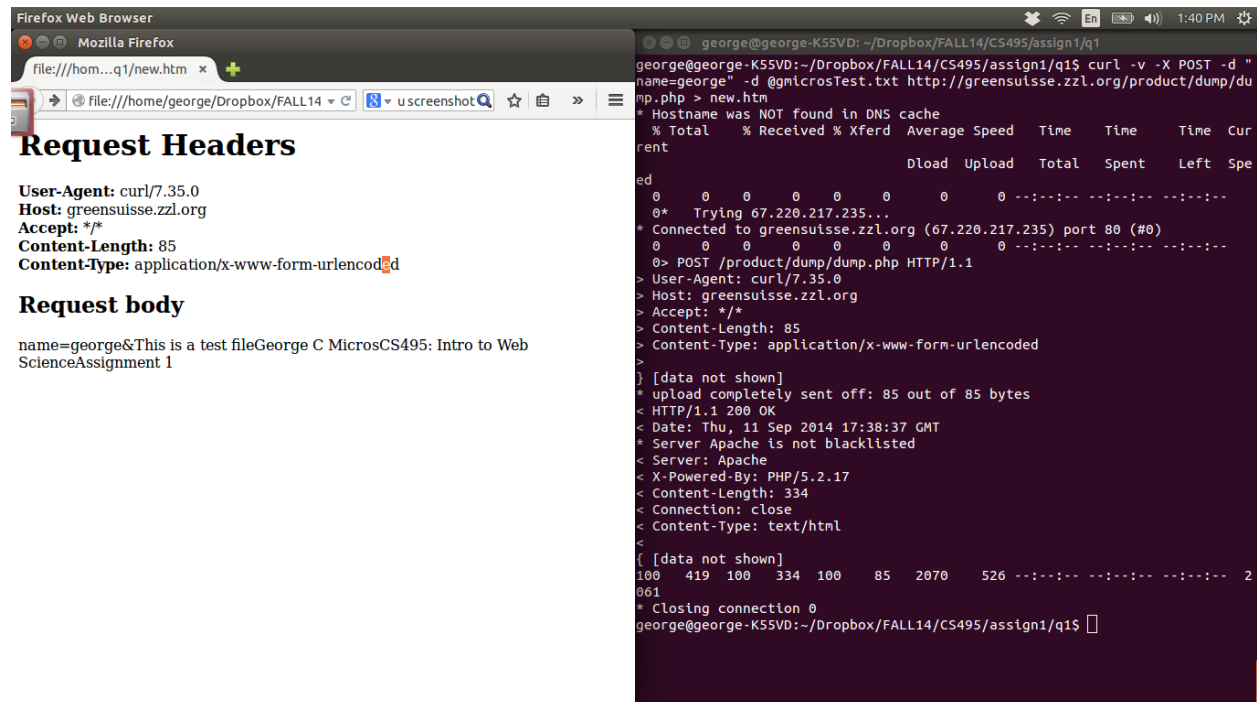 Firefox Web Browser
En
1:40 PM
Mozilla Firefox
file:///hom...q1/new.htm ×
file:///home/george/Dropbox/FALL14
8
u screenshot
»
Request Headers
User-Agent: curl/7.35.0
Host: greensuisse.zzl.org
Accept: */*
Content-Length: 85
Content-Type: application/x-www-form-urlencoded
Request body
name=george&This is a test fileGeorge C MicrosCS495: Intro to Web
ScienceAssignment 1
george@george-K55VD: ~/Dropbox/FALL14/CS495/assign1/q1
george@george-K55VD:~/Dropbox/FALL14/CS495/assign1/q1$ curl -v -X POST -d "
name=george" -d @gmicrosTest.txt http://greensuisse.zzl.org/product/dump/du
mp.php > new.htm
* Hostname was NOT found in DNS cache
  % Total    % Received % Xferd  Average Speed   Time    Time     Time  Cur
rent
                                 Dload  Upload   Total   Spent    Left  Spe
ed
  0     0    0     0    0     0      0      0 --:--:-- --:--:-- --:--:--
  0*   Trying 67.220.217.235...
* Connected to greensuisse.zzl.org (67.220.217.235) port 80 (#0)
  0     0    0     0    0     0      0      0 --:--:-- --:--:-- --:--:--
  0> POST /product/dump/dump.php HTTP/1.1
> User-Agent: curl/7.35.0
> Host: greensuisse.zzl.org
> Accept: */*
> Content-Length: 85
> Content-Type: application/x-www-form-urlencoded
>
} [data not shown]
* upload completely sent off: 85 out of 85 bytes
< HTTP/1.1 200 OK
< Date: Thu, 11 Sep 2014 17:38:37 GMT
* Server Apache is not blacklisted
< Server: Apache
< X-Powered-By: PHP/5.2.17
< Content-Length: 334
< Connection: close
< Content-Type: text/html
<
{ [data not shown]
100   419  100   334  100    85   2070    526 --:--:-- --:--:-- --:--:--  2
061
* Closing connection 0
george@george-K55VD:~/Dropbox/FALL14/CS495/assign1/q1$